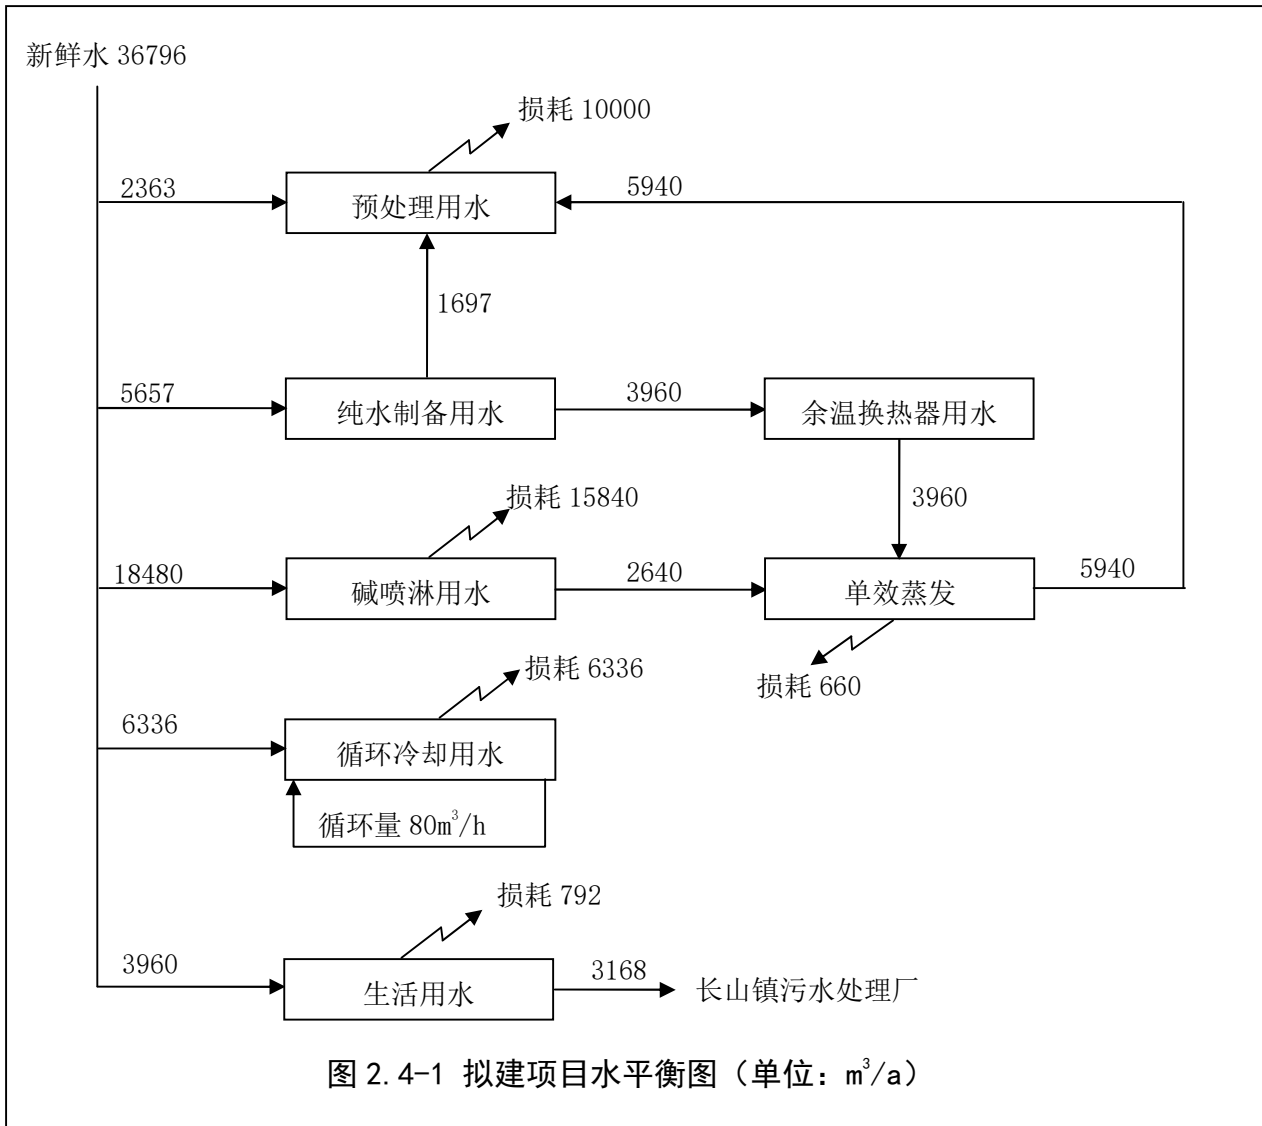 新鲜水 36796
损耗 10000
2363
预处理用水
5940
1697
5657
纯水制备用水
3960
余温换热器用水
损耗 15840
3960
18480
碱喷淋用水
2640
单效蒸发
5940
损耗 6336
损耗 660
6336
循环冷却用水
循环量 80m³/h
损耗 792
3960
生活用水
3168
长山镇污水处理厂
图 2.4-1 拟建项目水平衡图（单位：m³/a）